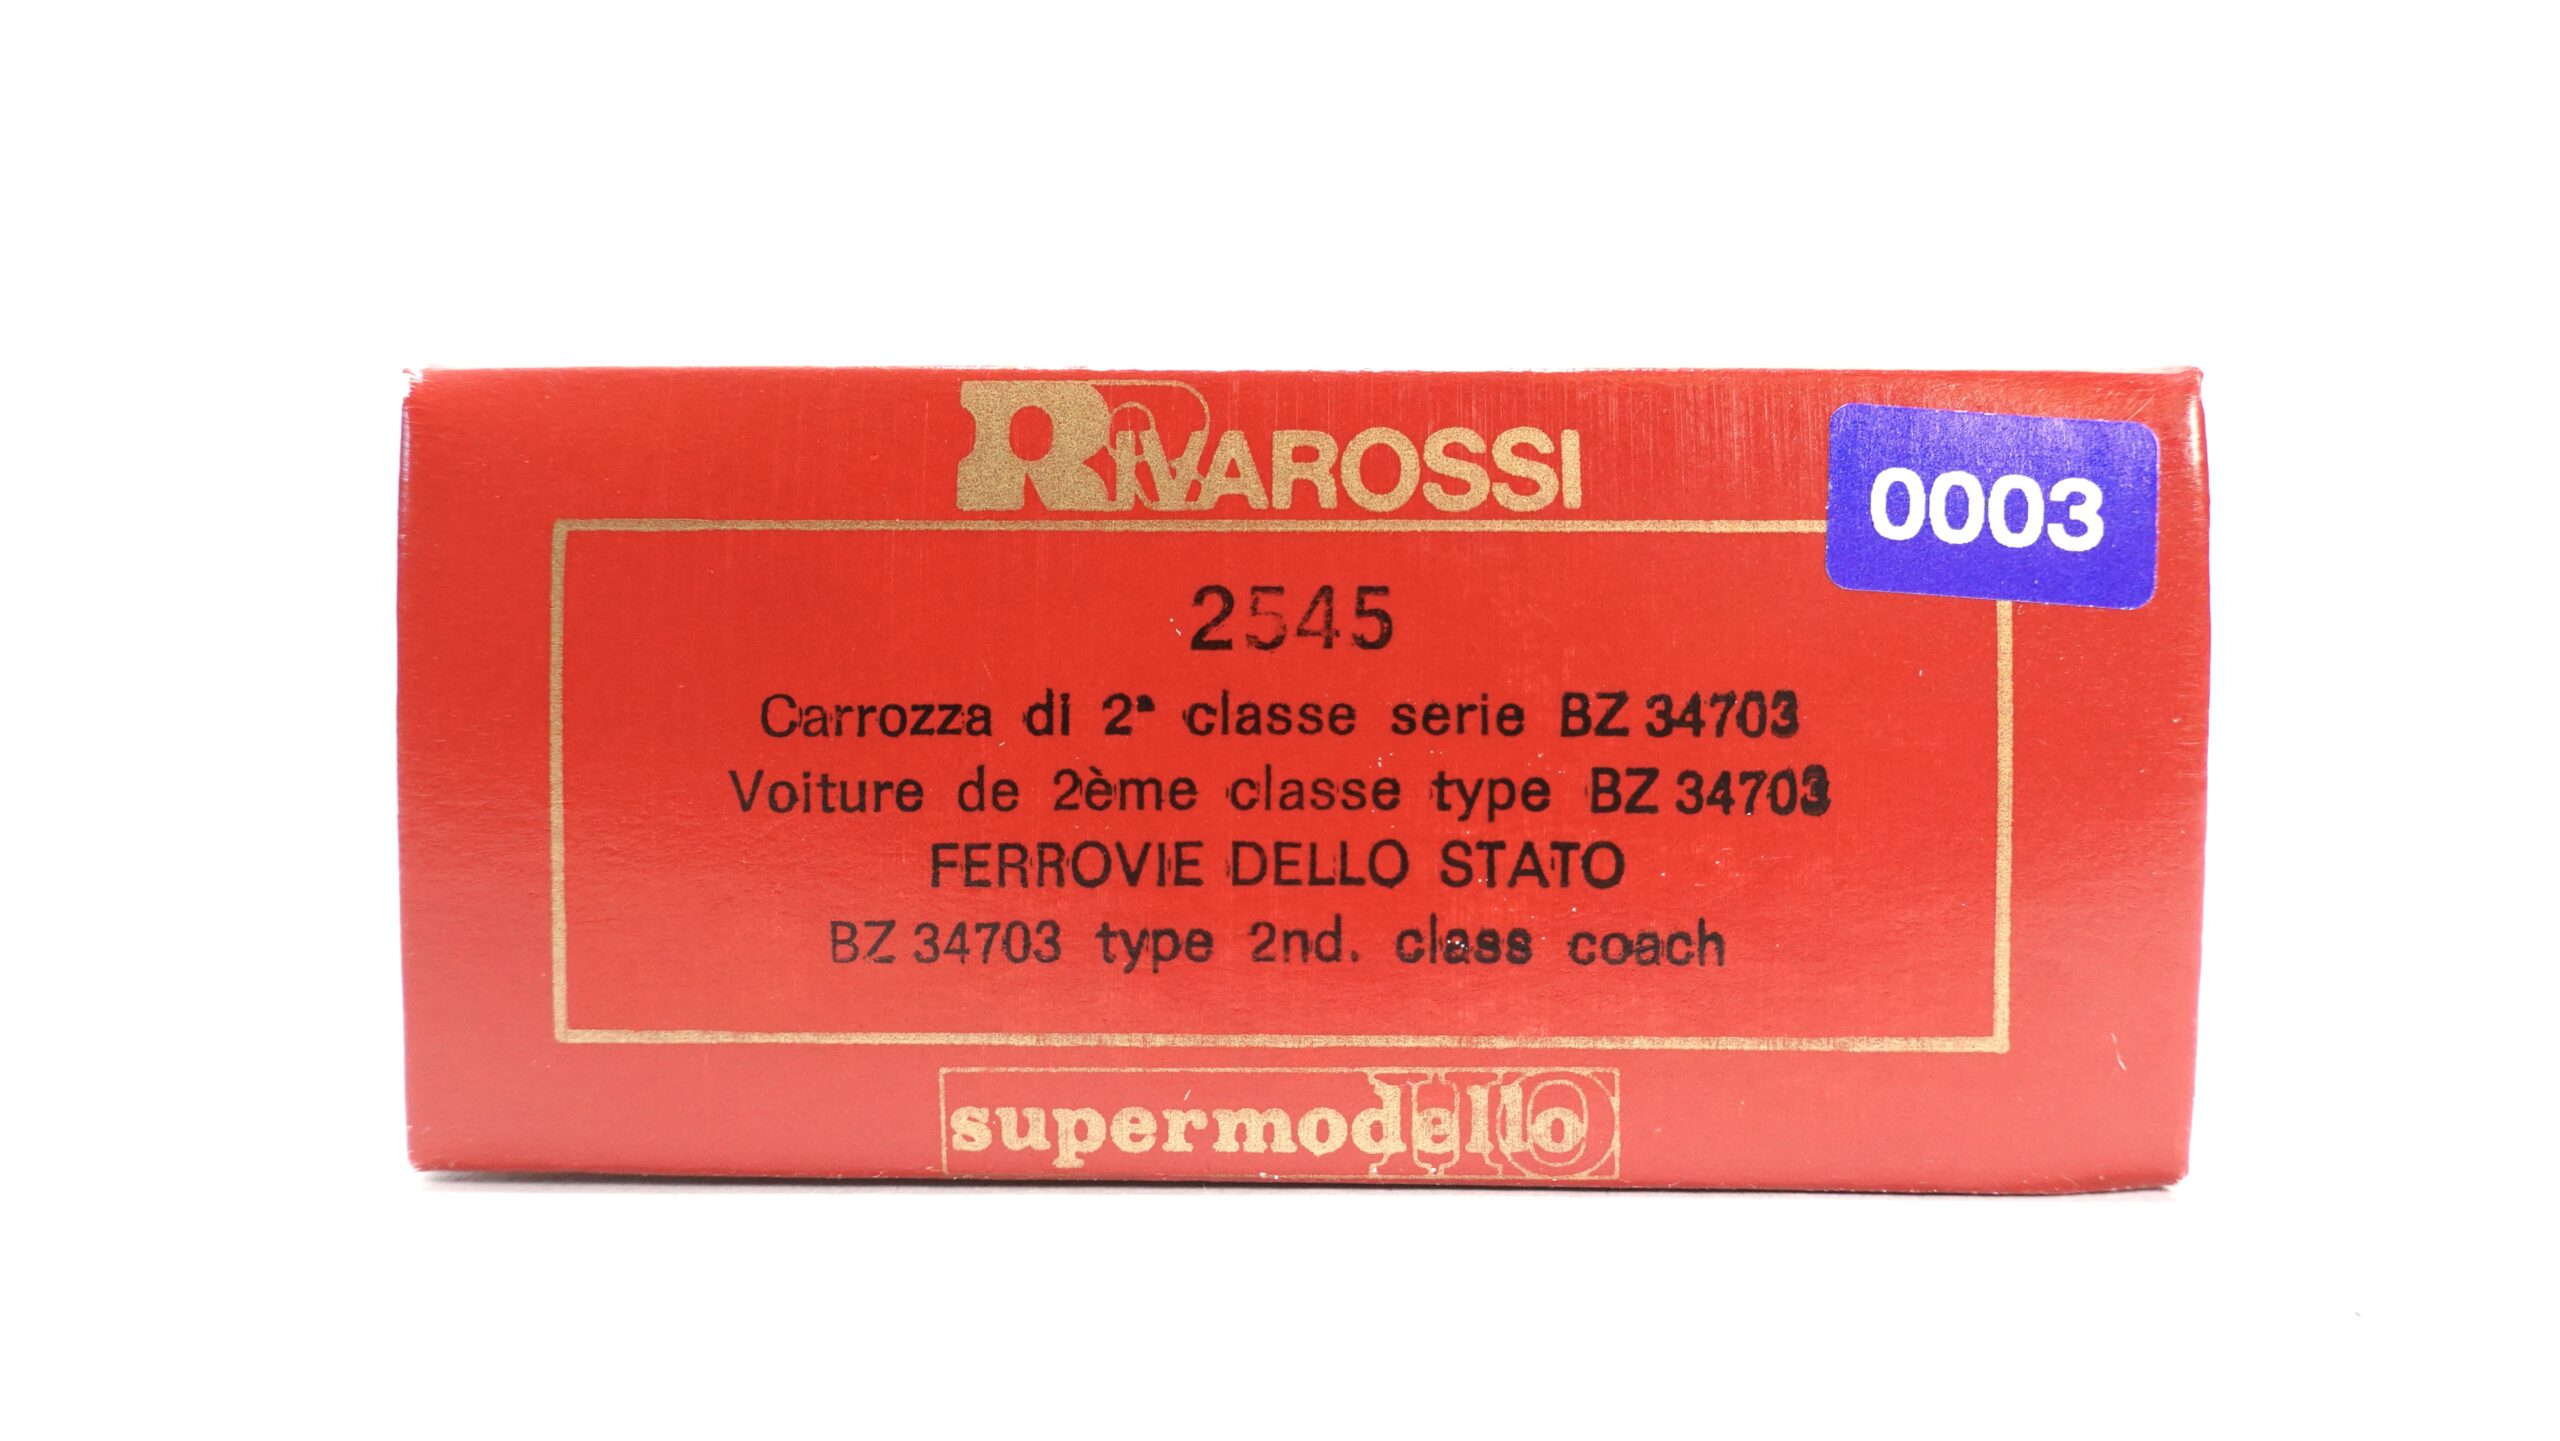 RIVAROSSI
0003
2545
Carrozza di 2ª classe serie BZ 34703
Voiture de 2ème classe type BZ 34703
FERROVIE DELLO STATO
BZ 34703 type 2nd. class coach
supermodello HO